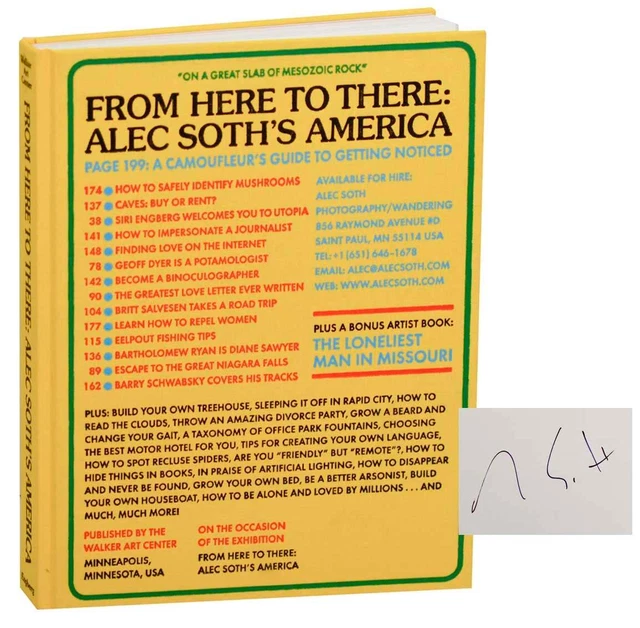 "ON A GREAT SLAB OF MESOZOIC ROCK"
FROM HERE TO THERE:
ALEC SOTH'S AMERICA
PAGE 199: A CAMOUFLEUR'S GUIDE TO GETTING NOTICED
174 HOW TO SAFELY IDENTIFY MUSHROOMS
137 CAVES: BUY OR RENT?
38 SIRI ENGBERG WELCOMES YOU TO UTOPIA
141 HOW TO IMPERSONATE A JOURNALIST
148 FINDING LOVE ON THE INTERNET
78 GEOFF DYER IS A POTAMOLOGIST
142 BECOME A BINOCULOGRAPHER
90 THE GREATEST LOVE LETTER EVER WRITTEN
104 BRITT SALVESEN TAKES A ROAD TRIP
177 LEARN HOW TO REPEL WOMEN
115 EELPOUT FISHING TIPS
136 BARTHOLOMEW RYAN IS DIANE SAWYER
89 ESCAPE TO THE GREAT NIAGARA FALLS
162 BARRY SCHWABSKY COVERS HIS TRACKS
AVAILABLE FOR HIRE:
ALEC SOTH
PHOTOGRAPHY/WANDERING
856 RAYMOND AVENUE #D
SAINT PAUL, MN 55114 USA
TEL: +1 (651) 646-1678
EMAIL: ALEC@ALECSOTH.COM
WEB: WWW.ALECSOTH.COM
PLUS A BONUS ARTIST BOOK:
THE LONELIEST
MAN IN MISSOURI
PLUS: BUILD YOUR OWN TREEHOUSE, SLEEPING IT OFF IN RAPID CITY, HOW TO
READ THE CLOUDS, THROW AN AMAZING DIVORCE PARTY, GROW A BEARD AND
CHANGE YOUR GAIT, A TAXONOMY OF OFFICE PARK FOUNTAINS, CHOOSING
THE BEST MOTOR HOTEL FOR YOU, TIPS FOR CREATING YOUR OWN LANGUAGE,
HOW TO SPOT RECLUSE SPIDERS, ARE YOU "FRIENDLY" BUT "REMOTE"?, HOW TO
HIDE THINGS IN BOOKS, IN PRAISE OF ARTIFICIAL LIGHTING, HOW TO DISAPPEAR
AND NEVER BE FOUND, GROW YOUR OWN BED, BE A BETTER ARSONIST, BUILD
YOUR OWN HOUSEBOAT, HOW TO BE ALONE AND LOVED BY MILLIONS . . . AND
MUCH, MUCH MORE!
PUBLISHED BY THE
WALKER ART CENTER
MINNEAPOLIS,
MINNESOTA, USA
ON THE OCCASION
OF THE EXHIBITION
FROM HERE TO THERE:
ALEC SOTH'S AMERICA
FROM HERE TO THERE: ALEC SOTH'S AMERICA